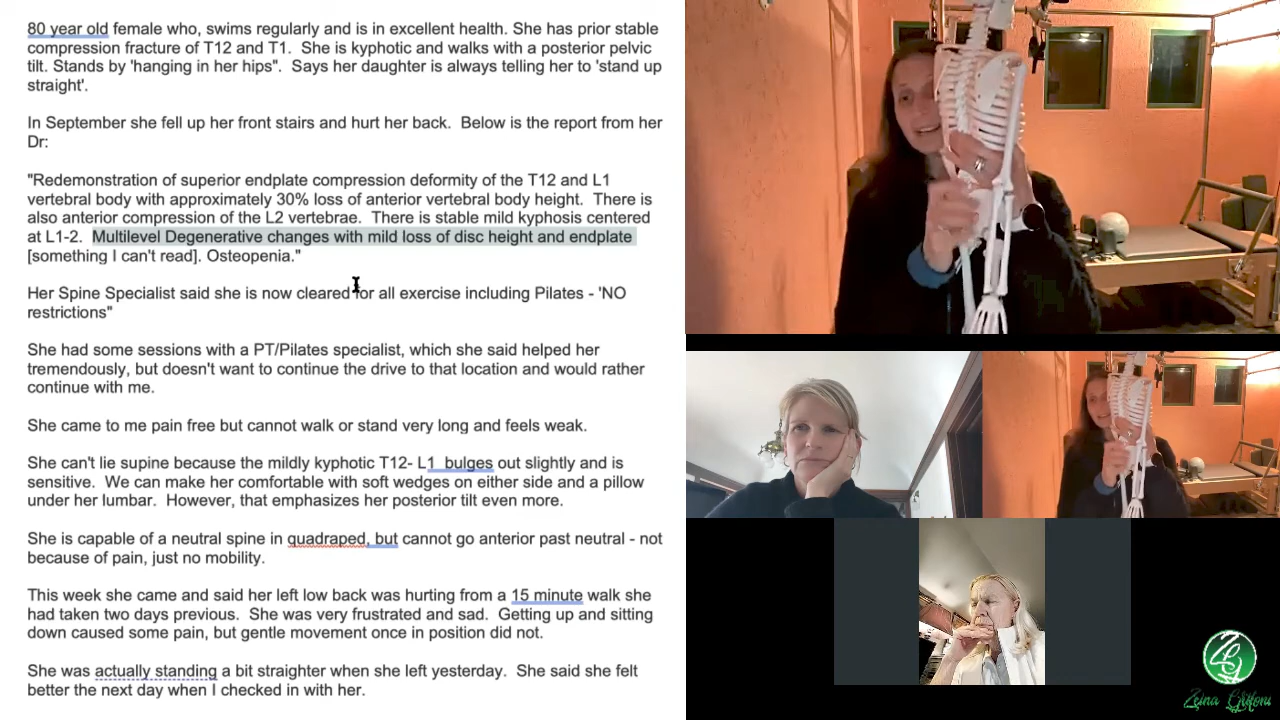 80 year old female who, swims regularly and is in excellent health. She has prior stable
compression fracture of T12 and T1.  She is kyphotic and walks with a posterior pelvic
tilt. Stands by 'hanging in her hips".  Says her daughter is always telling her to 'stand up
straight'.
In September she fell up her front stairs and hurt her back.  Below is the report from her
Dr:
"Redemonstration of superior endplate compression deformity of the T12 and L1
vertebral body with approximately 30% loss of anterior vertebral body height.  There is
also anterior compression of the L2 vertebrae.  There is stable mild kyphosis centered
at L1-2.  Multilevel Degenerative changes with mild loss of disc height and endplate
[something I can't read]. Osteopenia."
Her Spine Specialist said she is now cleared for all exercise including Pilates - 'NO
restrictions"
She had some sessions with a PT/Pilates specialist, which she said helped her
tremendously, but doesn't want to continue the drive to that location and would rather
continue with me.
She came to me pain free but cannot walk or stand very long and feels weak.
She can't lie supine because the mildly kyphotic T12- L1  bulges out slightly and is
sensitive.  We can make her comfortable with soft wedges on either side and a pillow
under her lumbar.  However, that emphasizes her posterior tilt even more.
She is capable of a neutral spine in quadraped, but cannot go anterior past neutral - not
because of pain, just no mobility.
This week she came and said her left low back was hurting from a 15 minute walk she
had taken two days previous.  She was very frustrated and sad.  Getting up and sitting
down caused some pain, but gentle movement once in position did not.
She was actually standing a bit straighter when she left yesterday.  She said she felt
better the next day when I checked in with her.